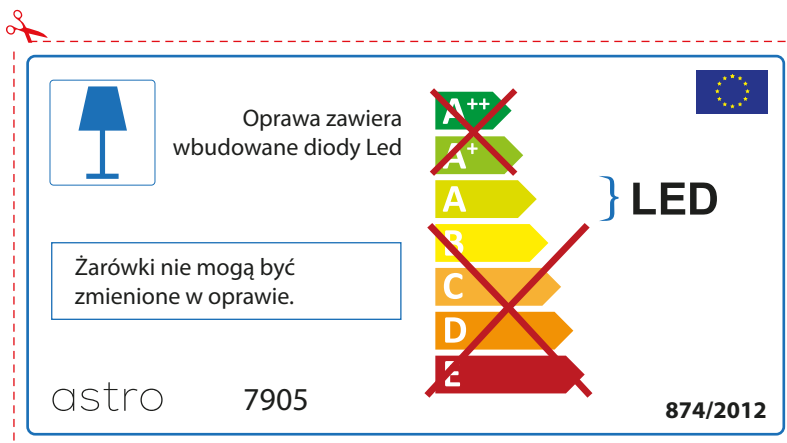 Oprawa zawiera
wbudowane diody Led
A++
A+
A
B
C
D
E
LED
Żarówki nie mogą być
zmienione w oprawie.
astro
7905
874/2012